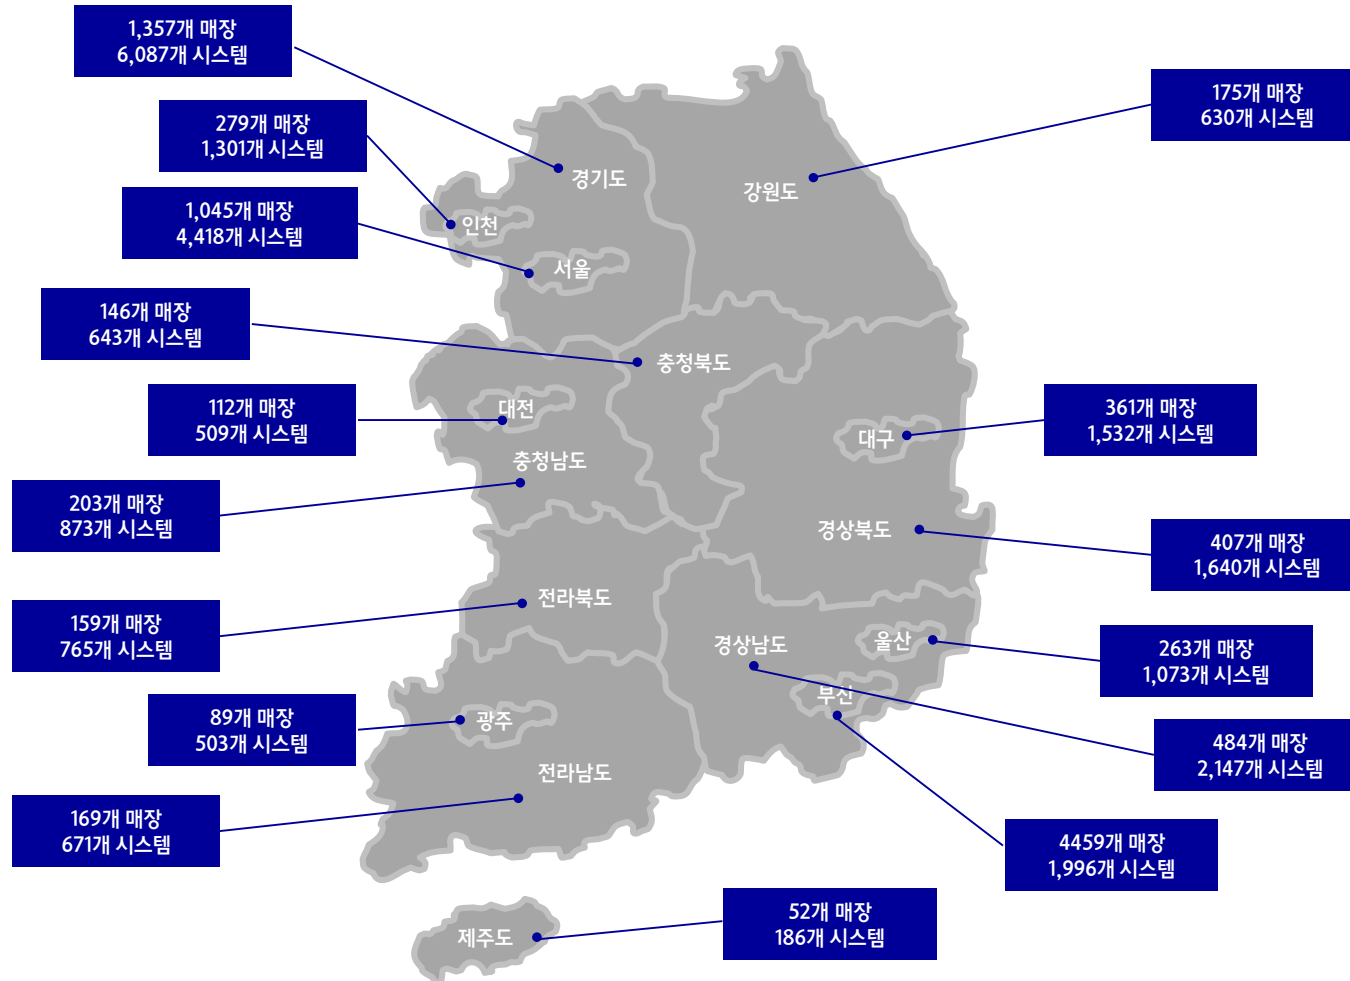 1,357개 매장
6,087개 시스템
279개 매장
1,301개 시스템
1,045개 매장
4,418개 시스템
146개 매장
643개 시스템
112개 매장
509개 시스템
203개 매장
873개 시스템
159개 매장
765개 시스템
89개 매장
503개 시스템
169개 매장
671개 시스템
경기도
강원도
인천
서울
충청북도
대전
충청남도
대구
경상북도
전라북도
경상남도
울산
부산
광주
전라남도
제주도
175개 매장
630개 시스템
361개 매장
1,532개 시스템
407개 매장
1,640개 시스템
263개 매장
1,073개 시스템
484개 매장
2,147개 시스템
4459개 매장
1,996개 시스템
52개 매장
186개 시스템